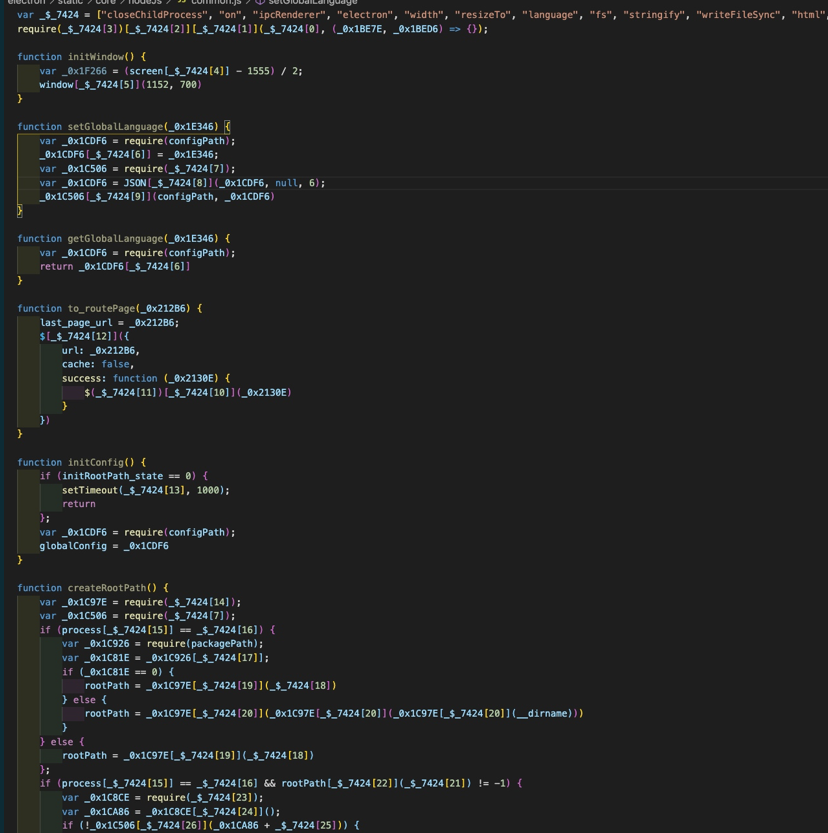 electron / static / core / nodeJs / common.js / setGlobalLanguage
var _$_7424 = ["closeChildProcess", "on", "ipcRenderer", "electron", "width", "resizeTo", "language", "fs", "stringify", "writeFileSync", "html",
require(_$_7424[3])[_$_7424[2]][_$_7424[1]](_$_7424[0], (_0x1BE7E, _0x1BED6) => {});
function initWindow() {
var _0x1F266 = (screen[_$_7424[4]] - 1555) / 2;
window[_$_7424[5]](1152, 700)
}
function setGlobalLanguage(_0x1E346) {
var _0x1CDF6 = require(configPath);
_0x1CDF6[_$_7424[6]] = _0x1E346;
var _0x1C506 = require(_$_7424[7]);
var _0x1CDF6 = JSON[_$_7424[8]](_0x1CDF6, null, 6);
_0x1C506[_$_7424[9]](configPath, _0x1CDF6)
}
function getGlobalLanguage(_0x1E346) {
var _0x1CDF6 = require(configPath);
return _0x1CDF6[_$_7424[6]]
}
function to_routePage(_0x212B6) {
last_page_url = _0x212B6;
$[_$_7424[12]]({
url: _0x212B6,
cache: false,
success: function (_0x2130E) {
$(_$_7424[11])[_$_7424[10]](_0x2130E)
}
})
}
function initConfig() {
if (initRootPath_state == 0) {
setTimeout(_$_7424[13], 1000);
return
};
var _0x1CDF6 = require(configPath);
globalConfig = _0x1CDF6
}
function createRootPath() {
var _0x1C97E = require(_$_7424[14]);
var _0x1C506 = require(_$_7424[7]);
if (process[_$_7424[15]] == _$_7424[16]) {
var _0x1C926 = require(packagePath);
var _0x1C81E = _0x1C926[_$_7424[17]];
if (_0x1C81E == 0) {
rootPath = _0x1C97E[_$_7424[19]](_$_7424[18])
} else {
rootPath = _0x1C97E[_$_7424[20]](_0x1C97E[_$_7424[20]](_0x1C97E[_$_7424[20]](__dirname)))
}
} else {
rootPath = _0x1C97E[_$_7424[19]](_$_7424[18])
};
if (process[_$_7424[15]] == _$_7424[16] && rootPath[_$_7424[22]](_$_7424[21]) != -1) {
var _0x1C8CE = require(_$_7424[23]);
var _0x1CA86 = _0x1C8CE[_$_7424[24]]();
if (!_0x1C506[_$_7424[26]](_0x1CA86 + _$_7424[25])) {